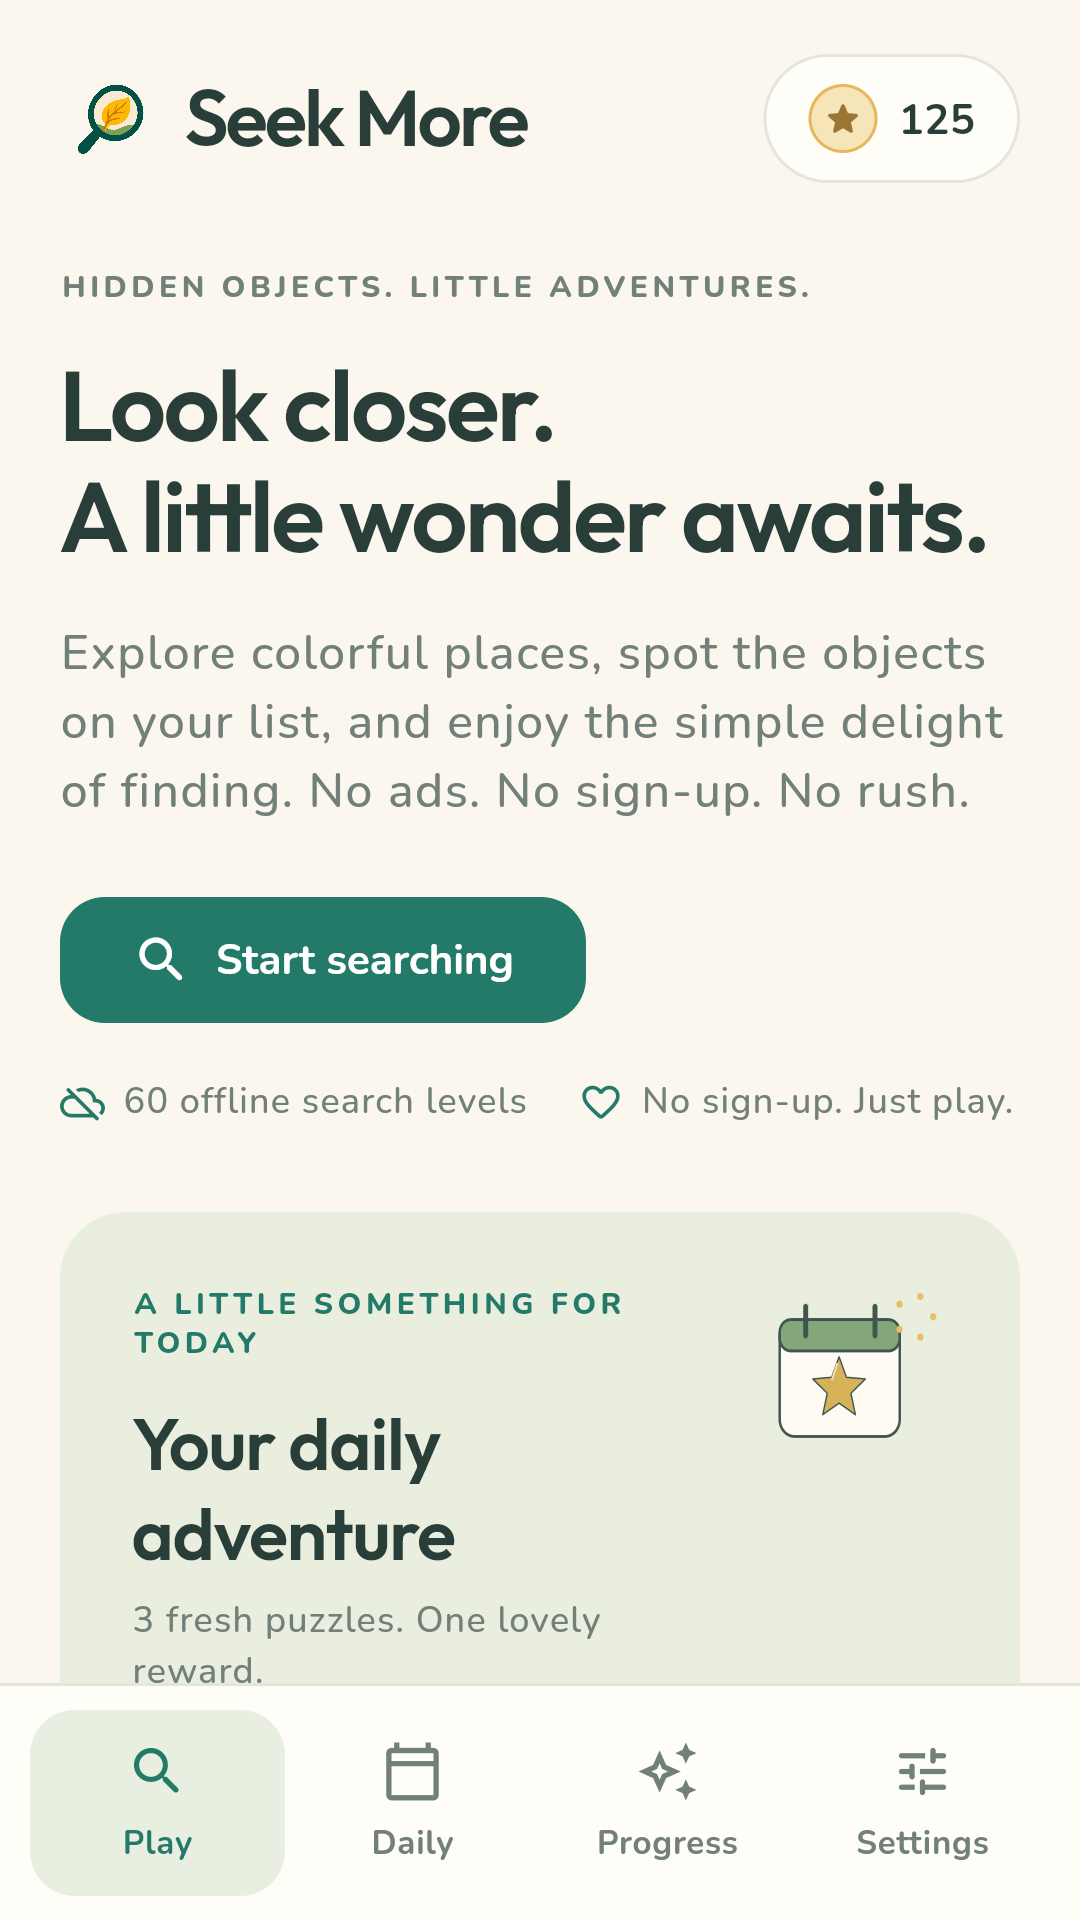 Seek More
125
HIDDEN OBJECTS. LITTLE ADVENTURES.
Look closer.
A little wonder awaits.
Explore colorful places, spot the objects
on your list, and enjoy the simple delight
of finding. No ads. No sign-up. No rush.
Start searching
60 offline search levels
No sign-up. Just play.
A LITTLE SOMETHING FOR
TODAY
Your daily
adventure
3 fresh puzzles. One lovely
reward.
Play
Daily
Progress
Settings